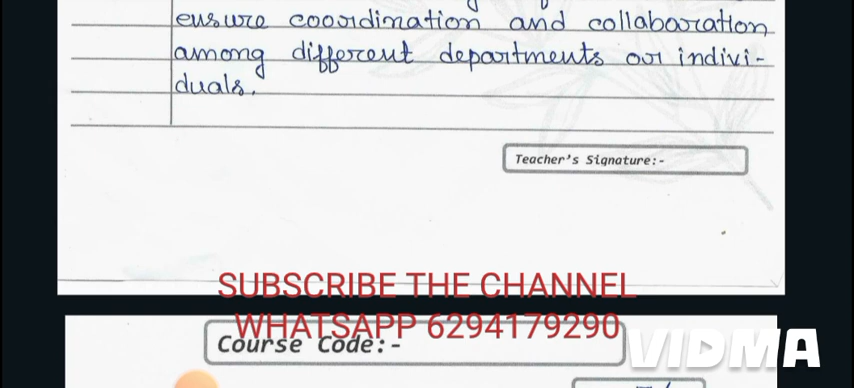 ensure coordination and collaboration
among different departments or indivi-
duals.
Teacher's Signature:-
SUBSCRIBE THE CHANNEL
WHATSAPP 6294179290
Course Code:-
VIDMA